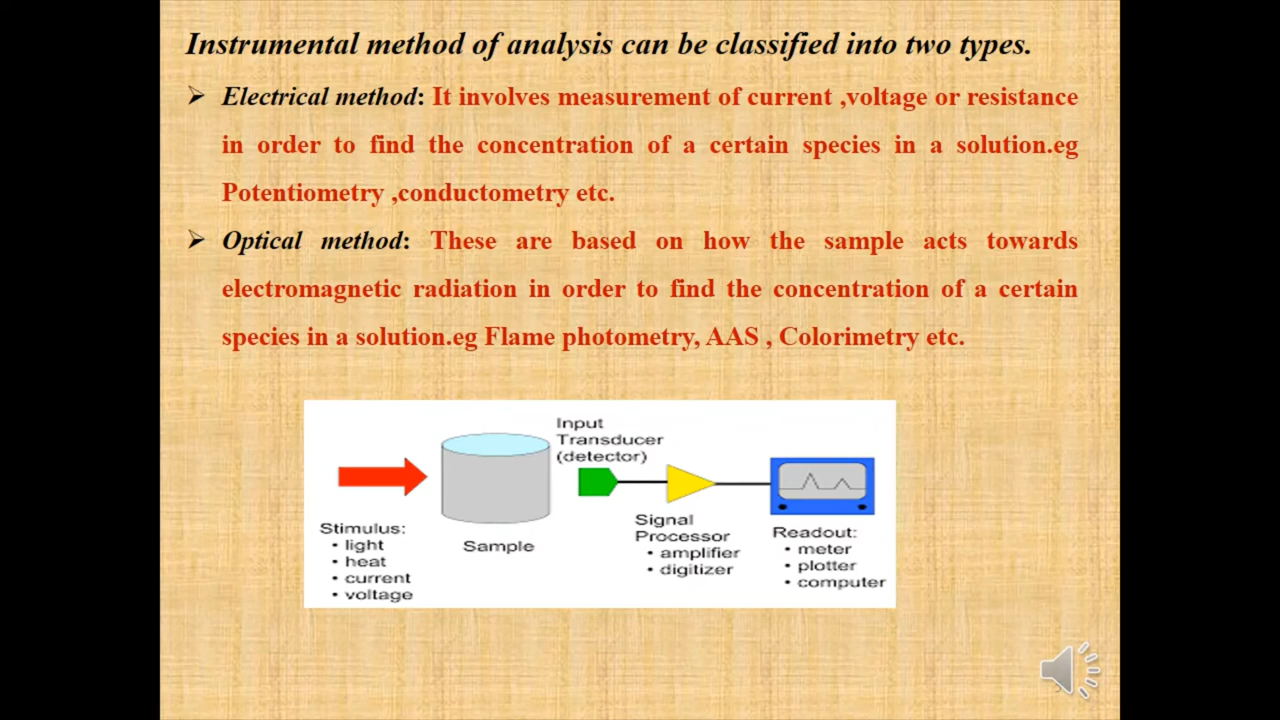 Instrumental method of analysis can be classified into two types.
➢ Electrical method: It involves measurement of current ,voltage or resistance
in order to find the concentration of a certain species in a solution.eg
Potentiometry ,conductometry etc.
➢ Optical method: These are based on how the sample acts towards
electromagnetic radiation in order to find the concentration of a certain
species in a solution.eg Flame photometry, AAS , Colorimetry etc.
Input
Transducer
(detector)
Stimulus:
• light
• heat
• current
• voltage
Sample
Signal
Processor
• amplifier
• digitizer
Readout:
• meter
• plotter
• computer